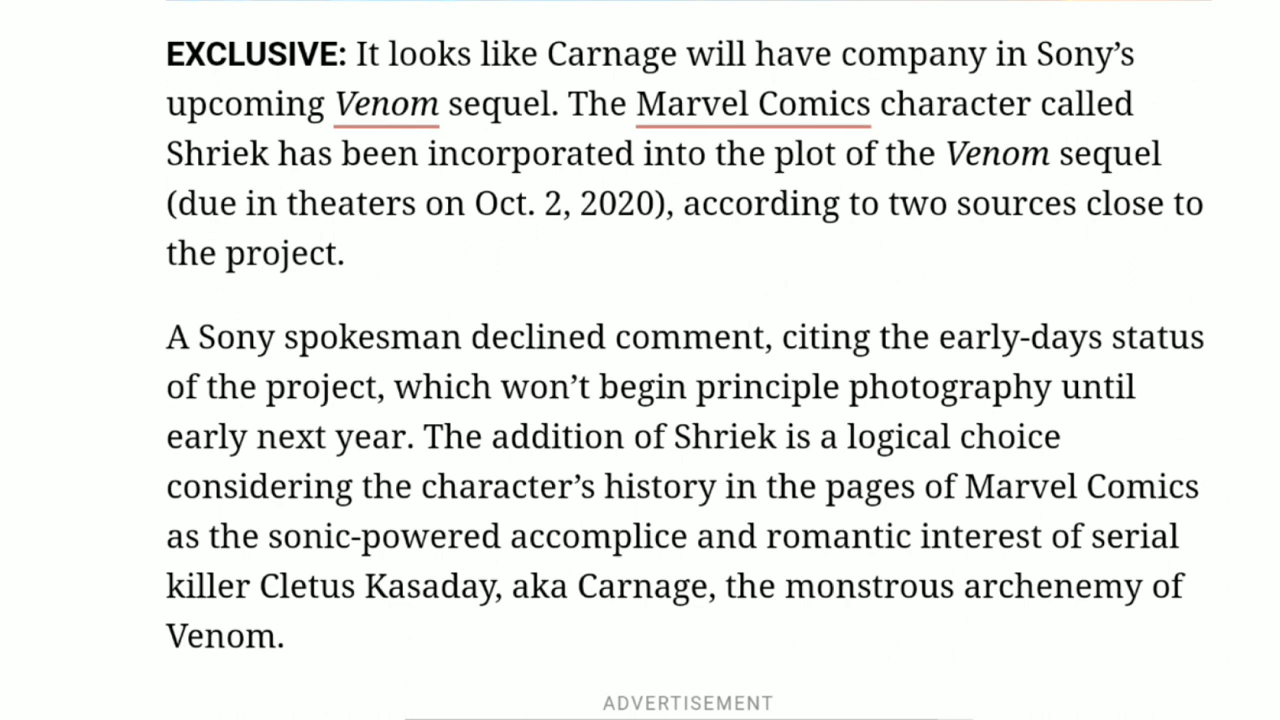 EXCLUSIVE: It looks like Carnage will have company in Sony’s
upcoming Venom sequel. The Marvel Comics character called
Shriek has been incorporated into the plot of the Venom sequel
(due in theaters on Oct. 2, 2020), according to two sources close to
the project.
A Sony spokesman declined comment, citing the early-days status
of the project, which won’t begin principle photography until
early next year. The addition of Shriek is a logical choice
considering the character’s history in the pages of Marvel Comics
as the sonic-powered accomplice and romantic interest of serial
killer Cletus Kasaday, aka Carnage, the monstrous archenemy of
Venom.
ADVERTISEMENT